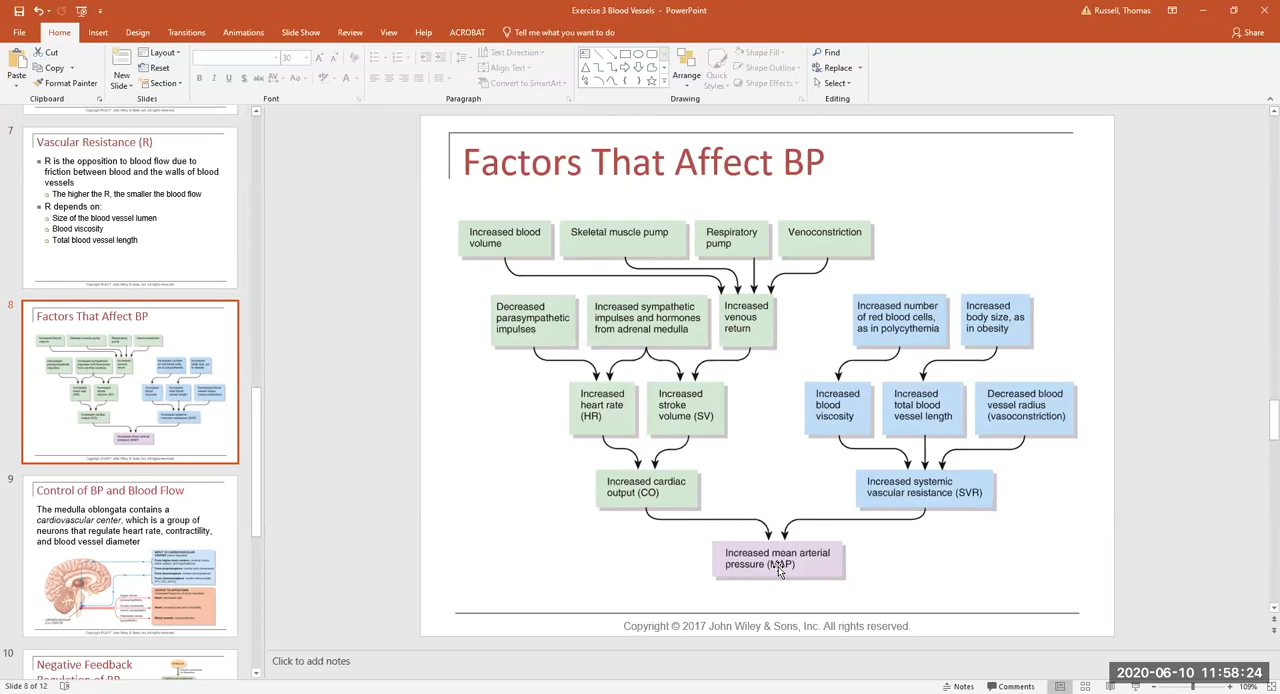 Exercise 3 Blood Vessels - PowerPoint
Russell, Thomas
File Home Insert Design Transitions Animations Slide Show Review View Help ACROBAT Tell me what you want to do
Share
Paste
Cut
Copy
Format Painter
Clipboard
New
Slide
Layout
Reset
Section
Slides
30
Font
Text Direction
Align Text
Convert to SmartArt
Paragraph
Arrange
Quick
Styles
Shape Fill
Shape Outline
Shape Effects
Drawing
Find
Replace
Select
Editing
7
Vascular Resistance (R)
R is the opposition to blood flow due to
friction between blood and the walls of blood
vessels
The higher the R, the smaller the blood flow
R depends on:
Size of the blood vessel lumen
Blood viscosity
Total blood vessel length
8
Factors That Affect BP
9
Control of BP and Blood Flow
The medulla oblongata contains a
cardiovascular center, which is a group of
neurons that regulate heart rate, contractility,
and blood vessel diameter
10
Negative Feedback
Regulation of BP
Factors That Affect BP
Increased blood
volume
Skeletal muscle pump
Respiratory
pump
Venoconstriction
Decreased
parasympathetic
impulses
Increased sympathetic
impulses and hormones
from adrenal medulla
Increased
venous
return
Increased number
of red blood cells,
as in polycythemia
Increased
body size, as
in obesity
Increased
heart rate
(HR)
Increased
stroke
volume (SV)
Increased
blood
viscosity
Increased
total blood
vessel length
Decreased blood
vessel radius
(vasoconstriction)
Increased cardiac
output (CO)
Increased systemic
vascular resistance (SVR)
Increased mean arterial
pressure (MAP)
Copyright © 2017 John Wiley & Sons, Inc. All rights reserved.
Click to add notes
2020-06-10 11:58:24
Slide 8 of 12
Notes
Comments
109%